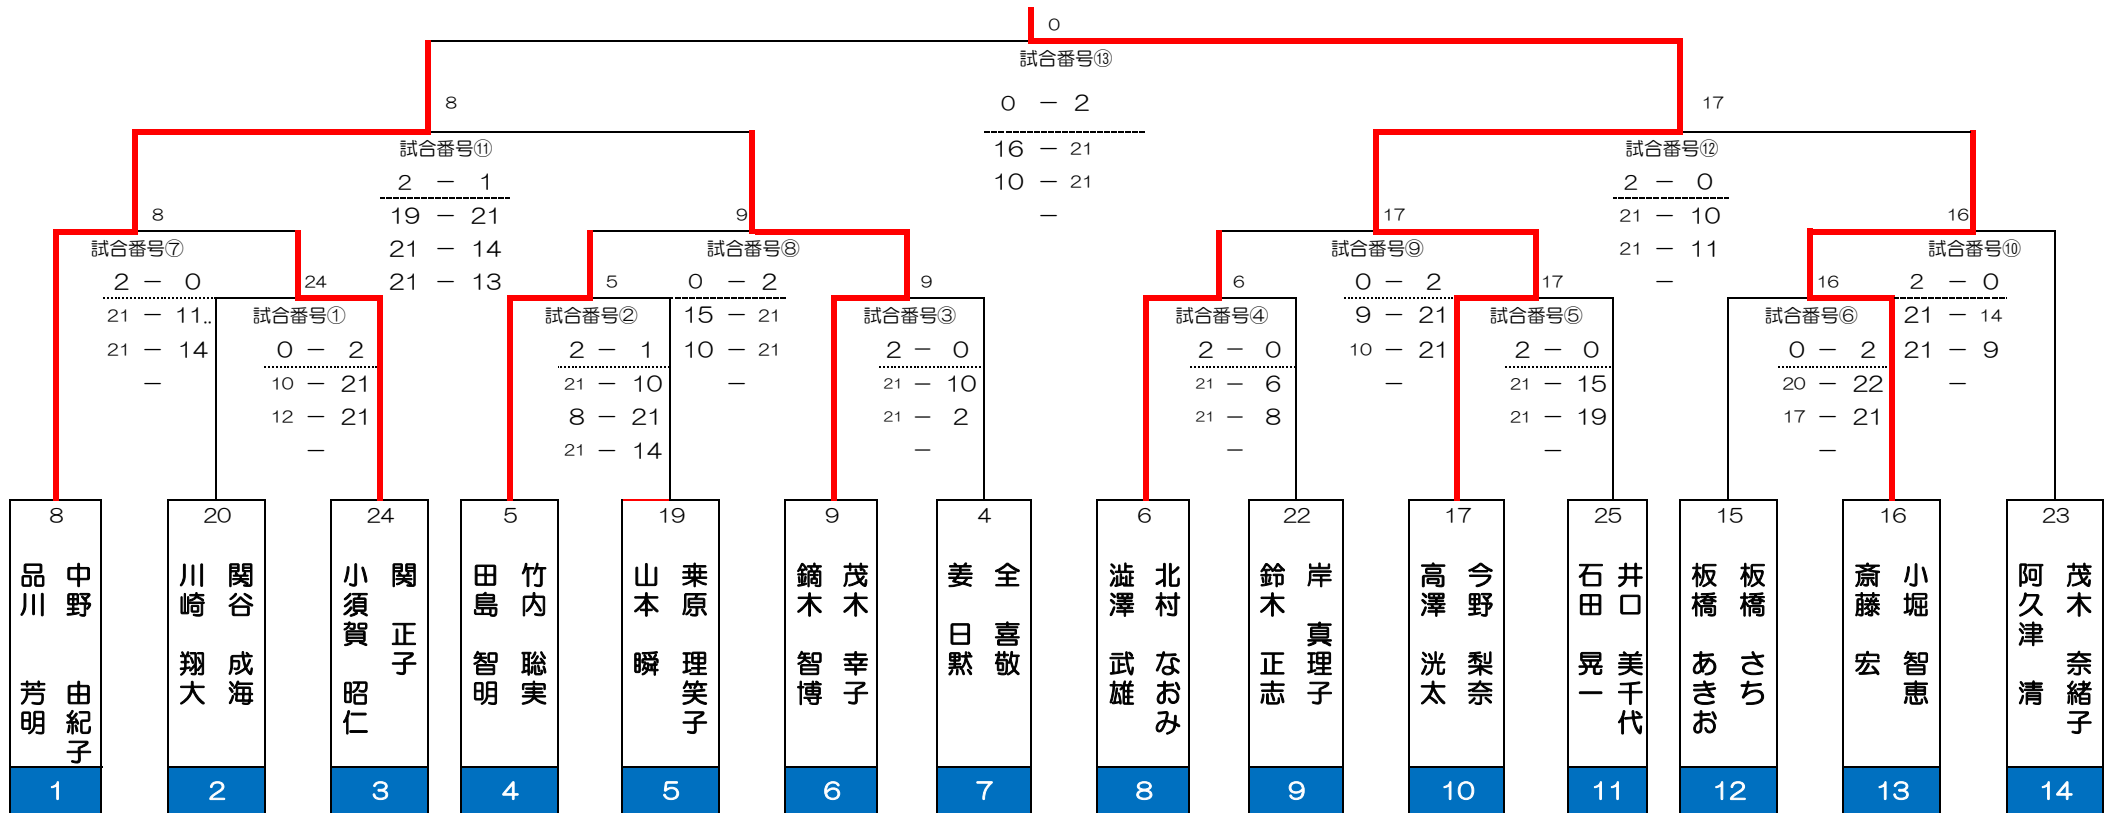 0
試合番号⑬
8
17
0 － 2
試合番号⑪
試合番号⑫
16 － 21
2 － 1
2 － 0
10 － 21
8
19 － 21
9
－
17
21 － 10
16
試合番号⑦
21 － 14
試合番号⑧
試合番号⑨
21 － 11
試合番号⑩
2 － 0
24
21 － 13
5
0 － 2
9
6
0 － 2
17
－
16
2 － 0
21 － 11..
試合番号①
試合番号②
15 － 21
試合番号③
試合番号④
9 － 21
試合番号⑤
試合番号⑥
21 － 14
21 － 14
0 － 2
2 － 1
10 － 21
2 － 0
2 － 0
10 － 21
2 － 0
0 － 2
21 － 9
－
10 － 21
21 － 10
－
21 － 10
21 － 6
－
21 － 15
20 － 22
－
12 － 21
8 － 21
21 － 2
21 － 8
21 － 19
17 － 21
－
21 － 14
－
－
－
－
8
中野 由紀子
品川 芳明
1
20
関谷 成海
川崎 翔大
2
24
関 正子
小須賀 昭仁
3
5
竹内 聡実
田島 智明
4
19
桒原 理笑子
山本 瞬
5
9
茂木 幸子
鏑木 智博
6
4
全 喜敬
姜 日黙
7
6
北村 なおみ
澁澤 武雄
8
22
岸 真理子
鈴木 正志
9
17
今野 梨奈
高澤 洸太
10
25
井口 美千代
石田 晃一
11
15
板橋 さち
板橋 あきお
12
16
小堀 智恵
斎藤 宏
13
23
茂木 奈緒子
阿久津 清
14